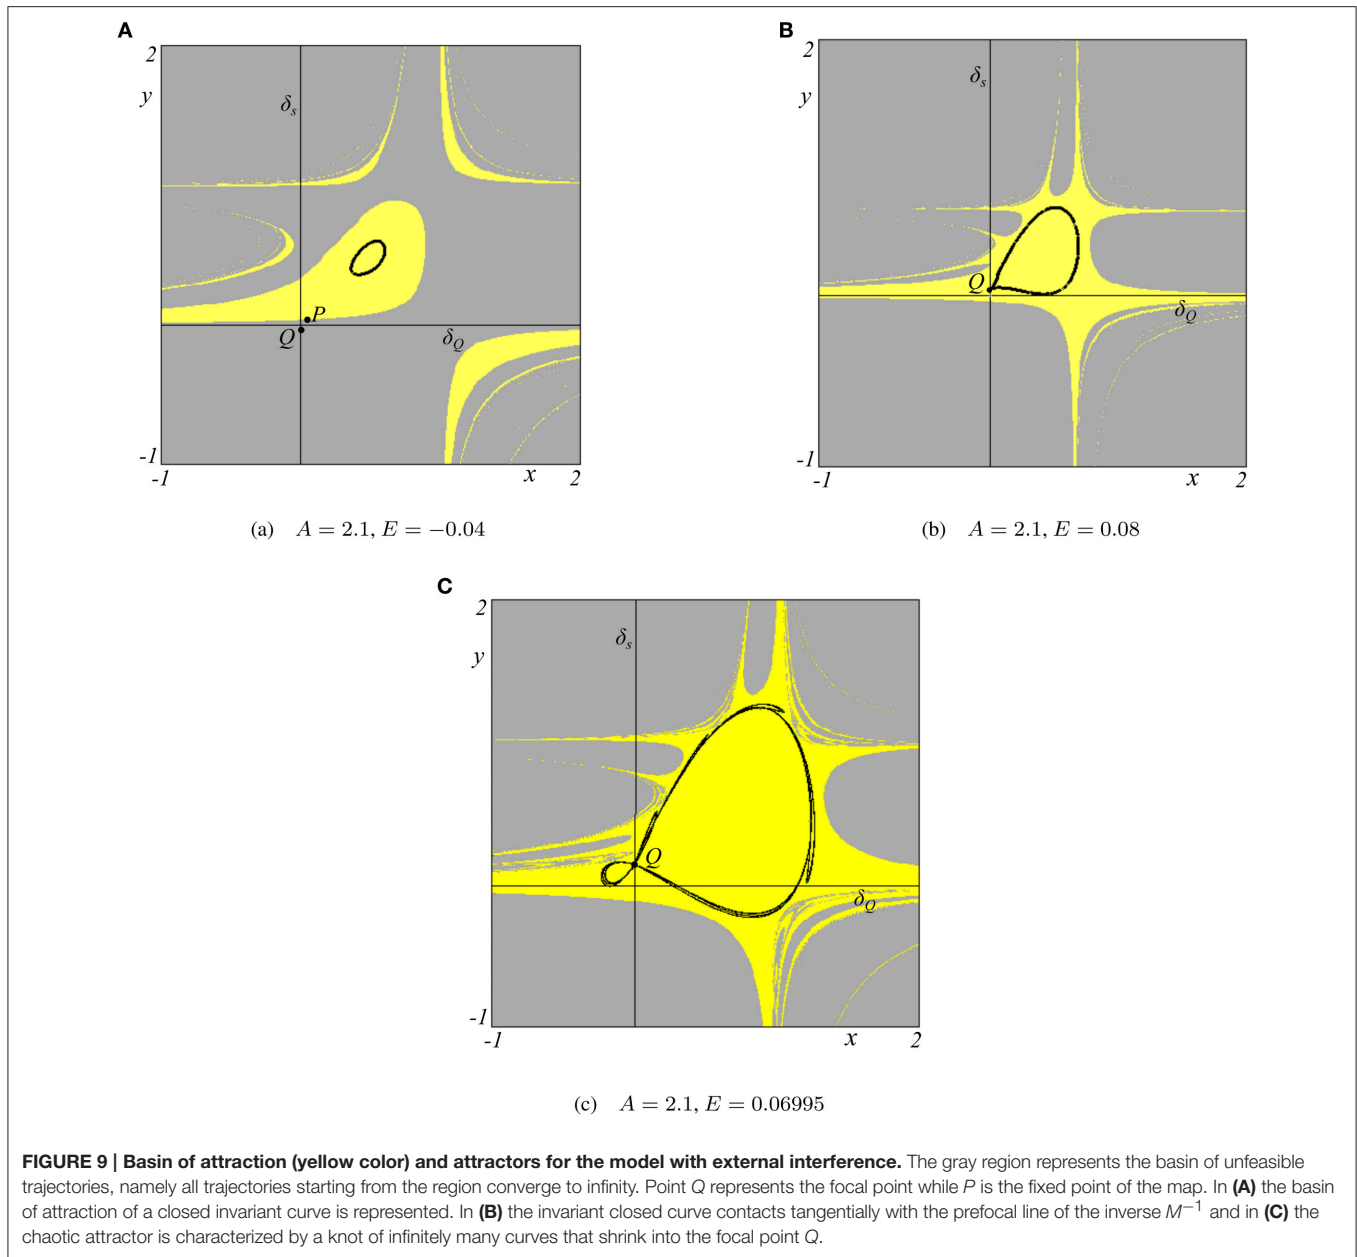 A
2
y
δs
P
Q
δQ
-1
-1
x
2
(a) A = 2.1, E = −0.04
B
2
y
δs
Q
δQ
-1
-1
x
2
(b) A = 2.1, E = 0.08
C
2
y
δs
Q
δQ
-1
-1
x
2
(c) A = 2.1, E = 0.06995
FIGURE 9 | Basin of attraction (yellow color) and attractors for the model with external interference. The gray region represents the basin of unfeasible
trajectories, namely all trajectories starting from the region converge to infinity. Point Q represents the focal point while P is the fixed point of the map. In (A) the basin
of attraction of a closed invariant curve is represented. In (B) the invariant closed curve contacts tangentially with the prefocal line of the inverse M⁻¹ and in (C) the
chaotic attractor is characterized by a knot of infinitely many curves that shrink into the focal point Q.